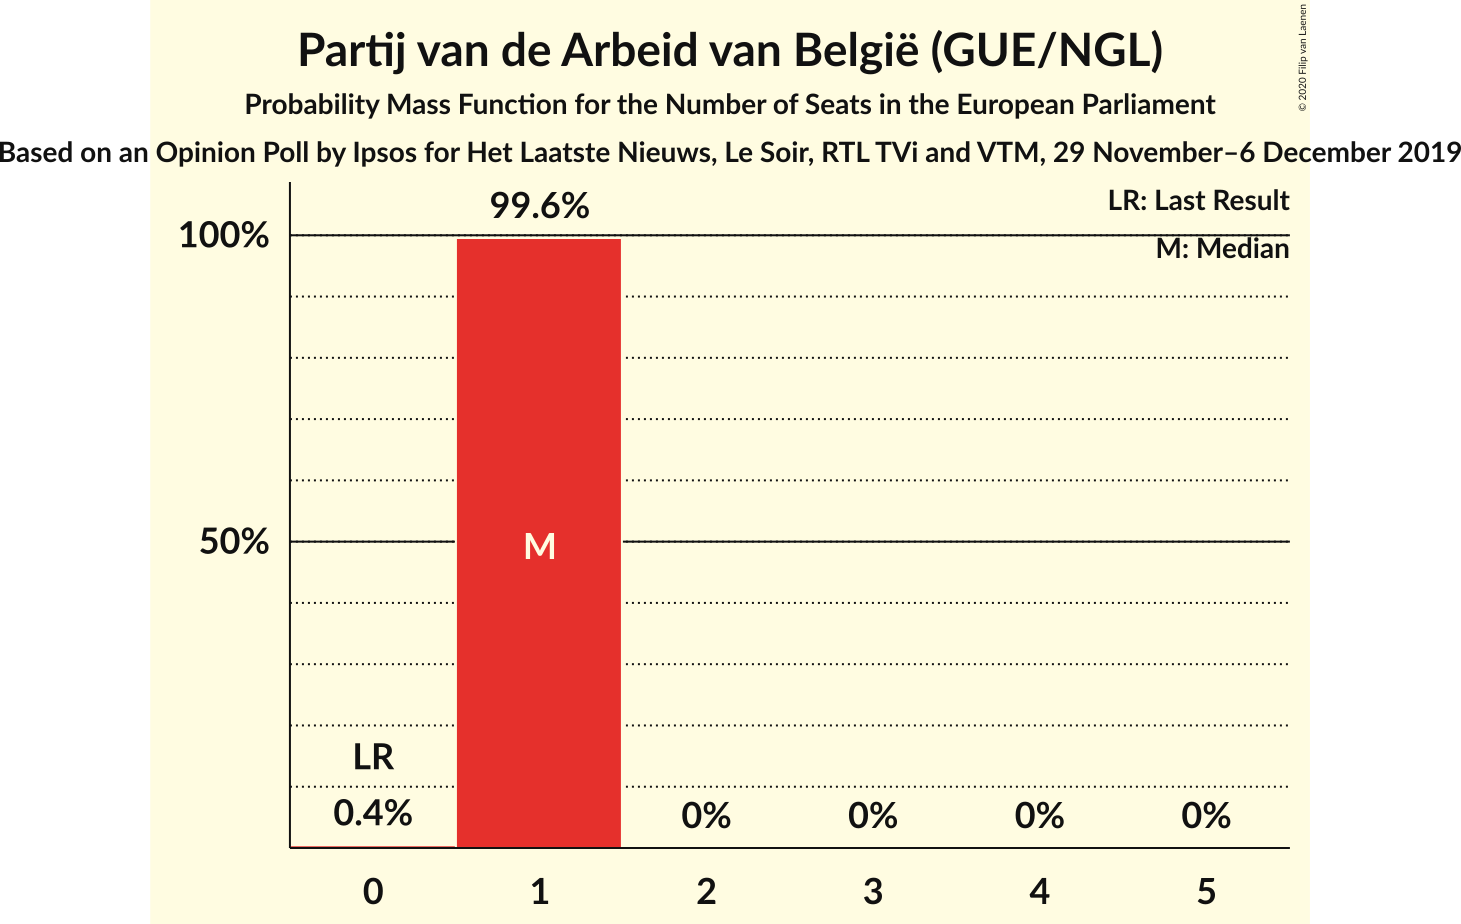 Partij van de Arbeid van België (GUE/NGL)
Probability Mass Function for the Number of Seats in the European Parliament
Based on an Opinion Poll by Ipsos for Het Laatste Nieuws, Le Soir, RTL TVi and VTM, 29 November–6 December 2019
© 2020 Filip van Laenen
LR: Last Result
M: Median
99.6%
100%
50%
M
LR
0.4%
0%
0%
0%
0%
0
1
2
3
4
5